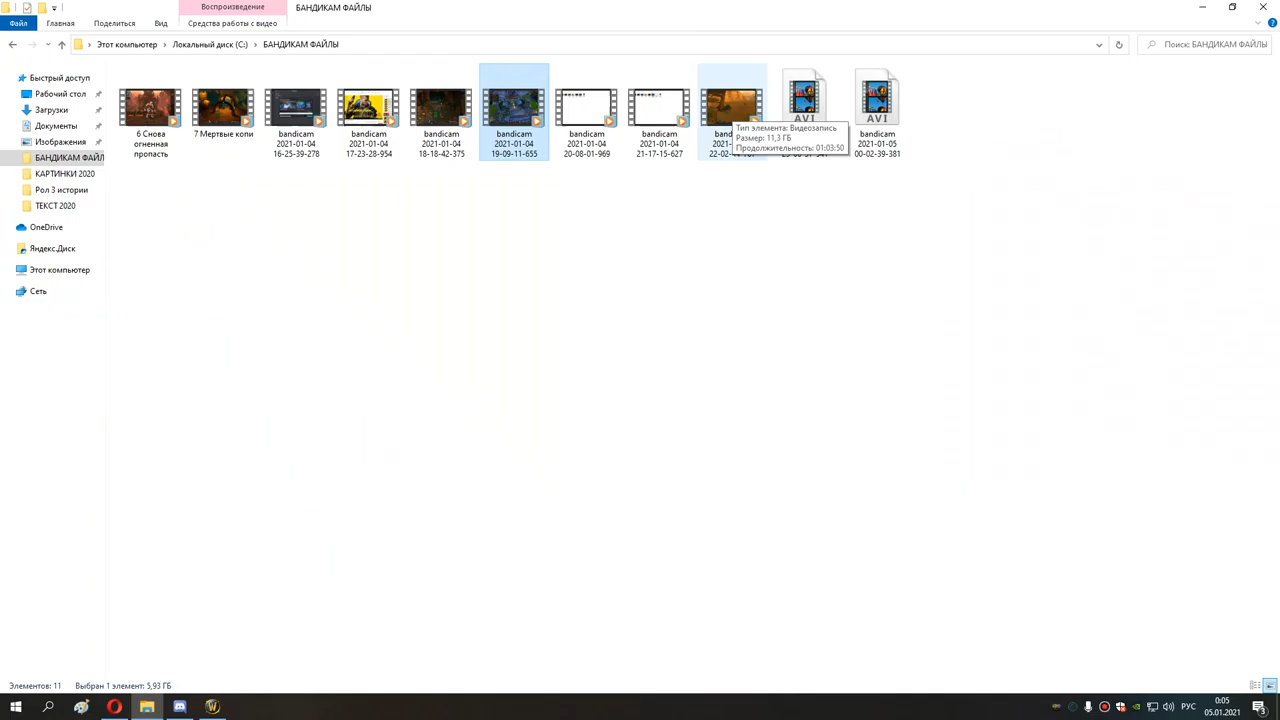 Воспроизведение
БАНДИКАМ ФАЙЛЫ
Файл
Главная
Поделиться
Вид
Средства работы с видео
Этот компьютер
Локальный диск (C:)
БАНДИКАМ ФАЙЛЫ
Поиск: БАНДИКАМ ФАЙЛЫ
Быстрый доступ
Рабочий стол
Загрузки
Документы
Изображения
БАНДИКАМ ФАЙЛ
КАРТИНКИ 2020
Рол 3 истории
ТЕКСТ 2020
OneDrive
Яндекс.Диск
Этот компьютер
Сеть
6 Снова
огненная
пропасть
7 Мертвые копи
bandicam
2021-01-04
16-25-39-278
bandicam
2021-01-04
17-23-28-954
bandicam
2021-01-04
18-18-42-375
bandicam
2021-01-04
19-09-11-655
bandicam
2021-01-04
20-08-01-969
bandicam
2021-01-04
21-17-15-627
AVI
Тип элемента: Видеозапись
Размер: 11,3 ГБ
Продолжительность: 01:03:50
AVI
bandicam
2021-01-05
00-02-39-381
Элементов: 11
Выбран 1 элемент: 5,93 ГБ
РУС
0:05
05.01.2021
3